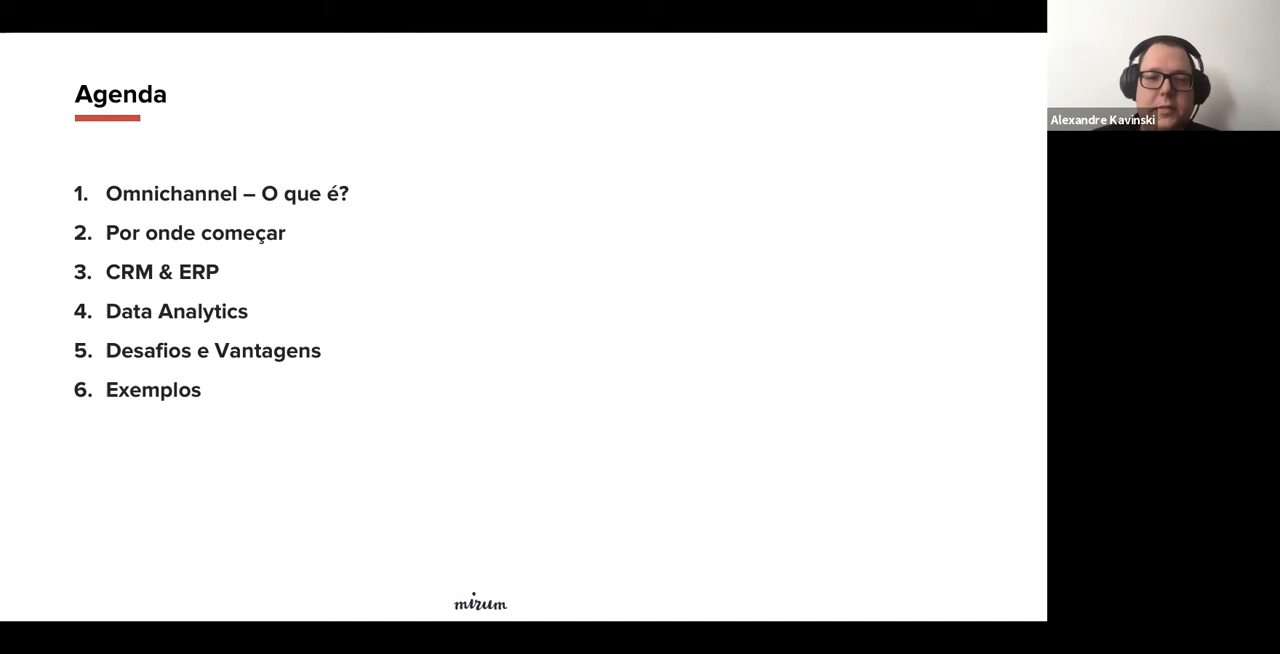 Agenda
1. Omnichannel – O que é?
2. Por onde começar
3. CRM & ERP
4. Data Analytics
5. Desafios e Vantagens
6. Exemplos
mirum
Alexandre Kavinski